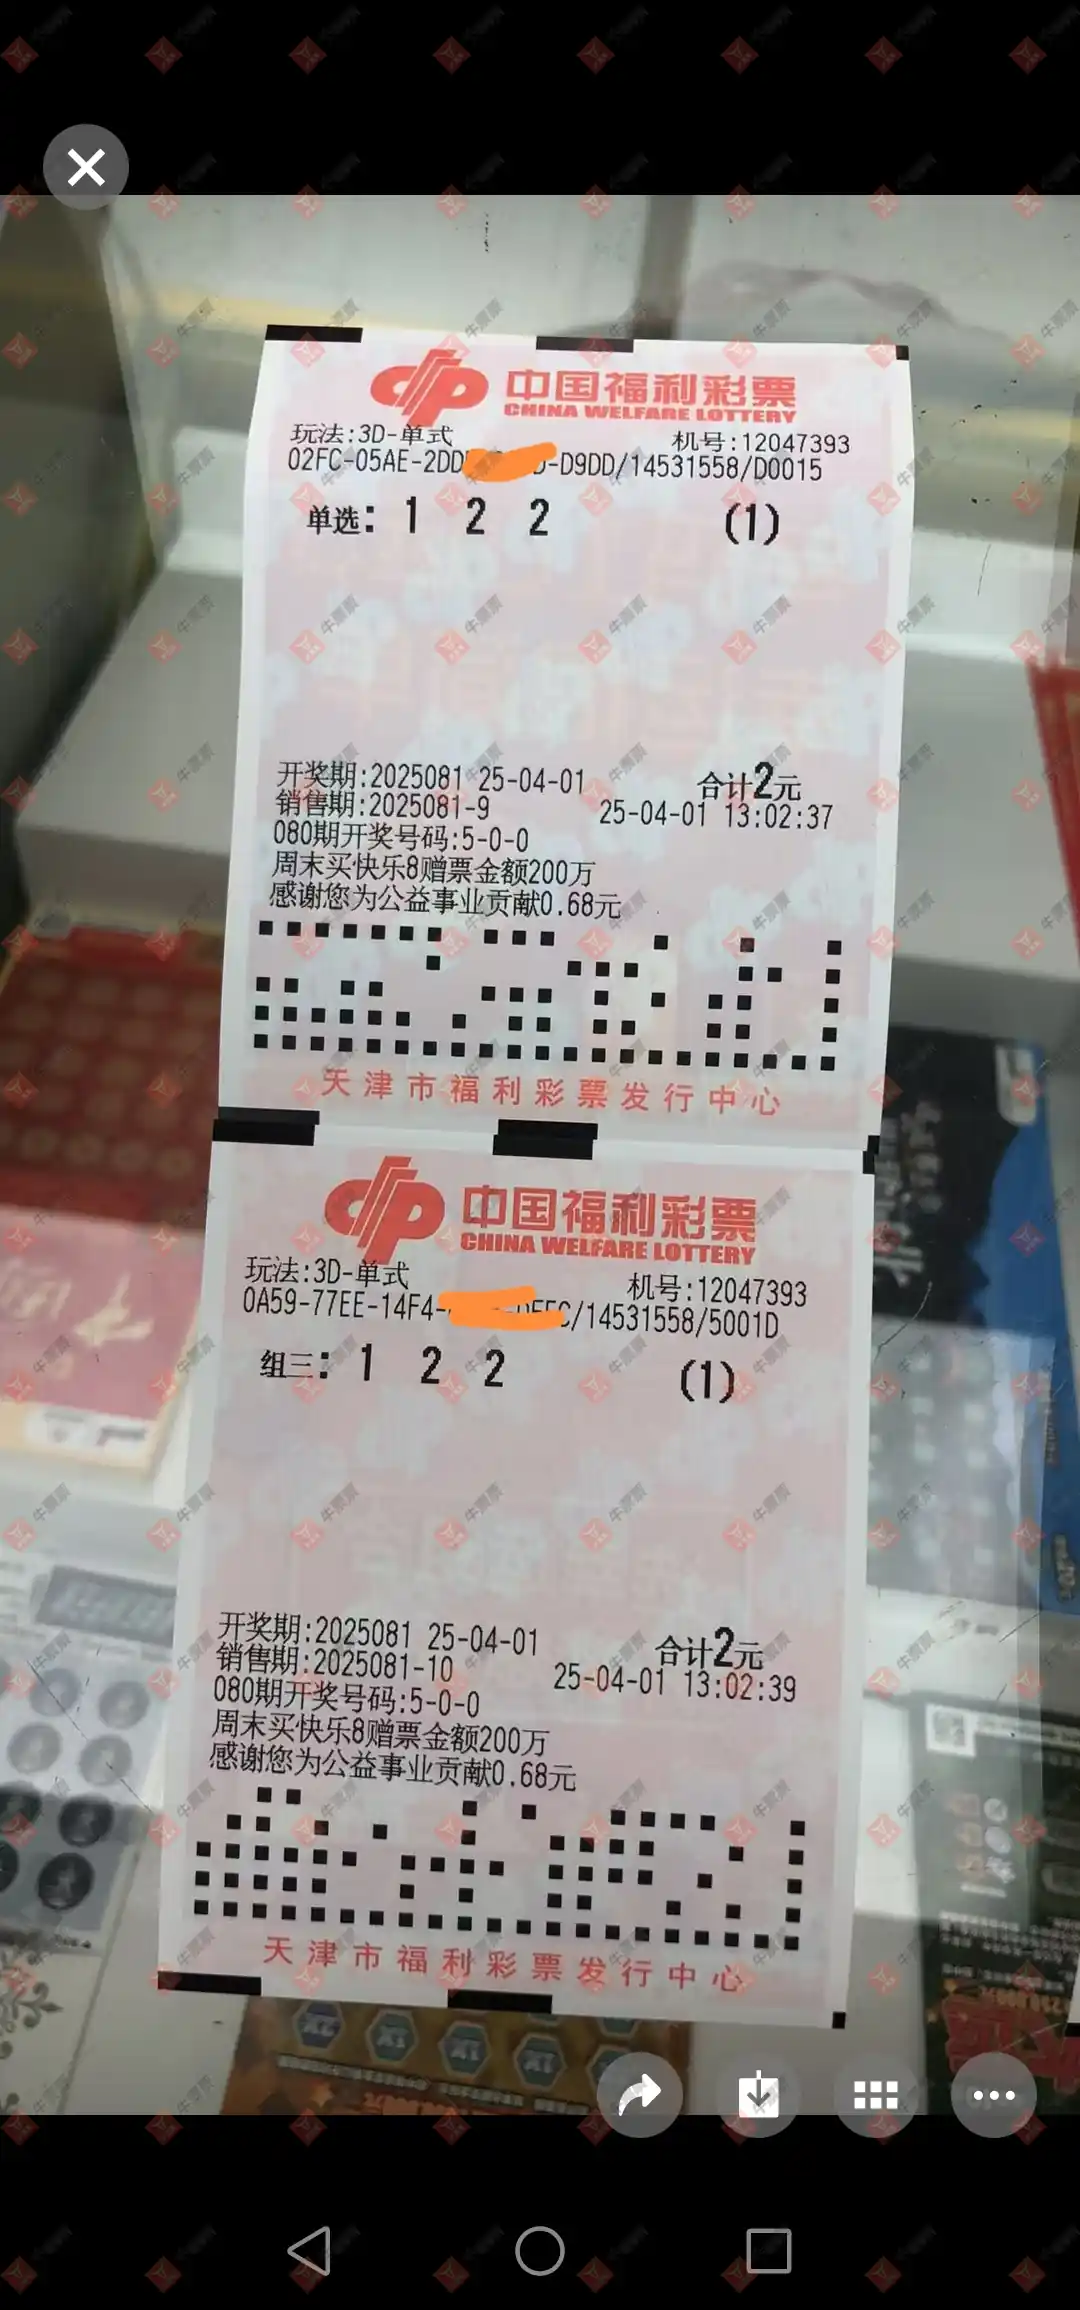 中国福利彩票
CHINA WELFARE LOTTERY
玩法:3D-单式 机号:12047393
02FC-05AE-2DD -D9DD/14531558/D0015
单选: 1 2 2 (1)
开奖期:2025081 25-04-01 合计2元
销售期:2025081-9 25-04-01 13:02:37
080期开奖号码:5-0-0
周末买快乐8赠票金额200万
感谢您为公益事业贡献0.68元
天津市福利彩票发行中心
中国福利彩票
CHINA WELFARE LOTTERY
玩法:3D-单式 机号:12047393
0A59-77EE-14F4- C/14531558/5001D
组三: 1 2 2 (1)
开奖期:2025081 25-04-01 合计2元
销售期:2025081-10 25-04-01 13:02:39
080期开奖号码:5-0-0
周末买快乐8赠票金额200万
感谢您为公益事业贡献0.68元
天津市福利彩票发行中心